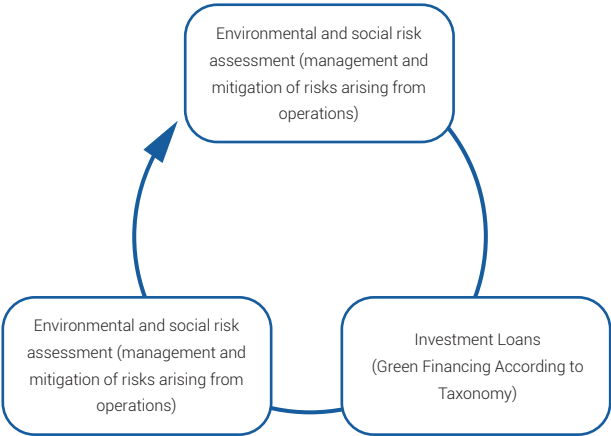 Environmental and social risk
assessment (management and
mitigation of risks arising from
operations)
Environmental and social risk
assessment (management and
mitigation of risks arising from
operations)
Investment Loans
(Green Financing According to
Taxonomy)